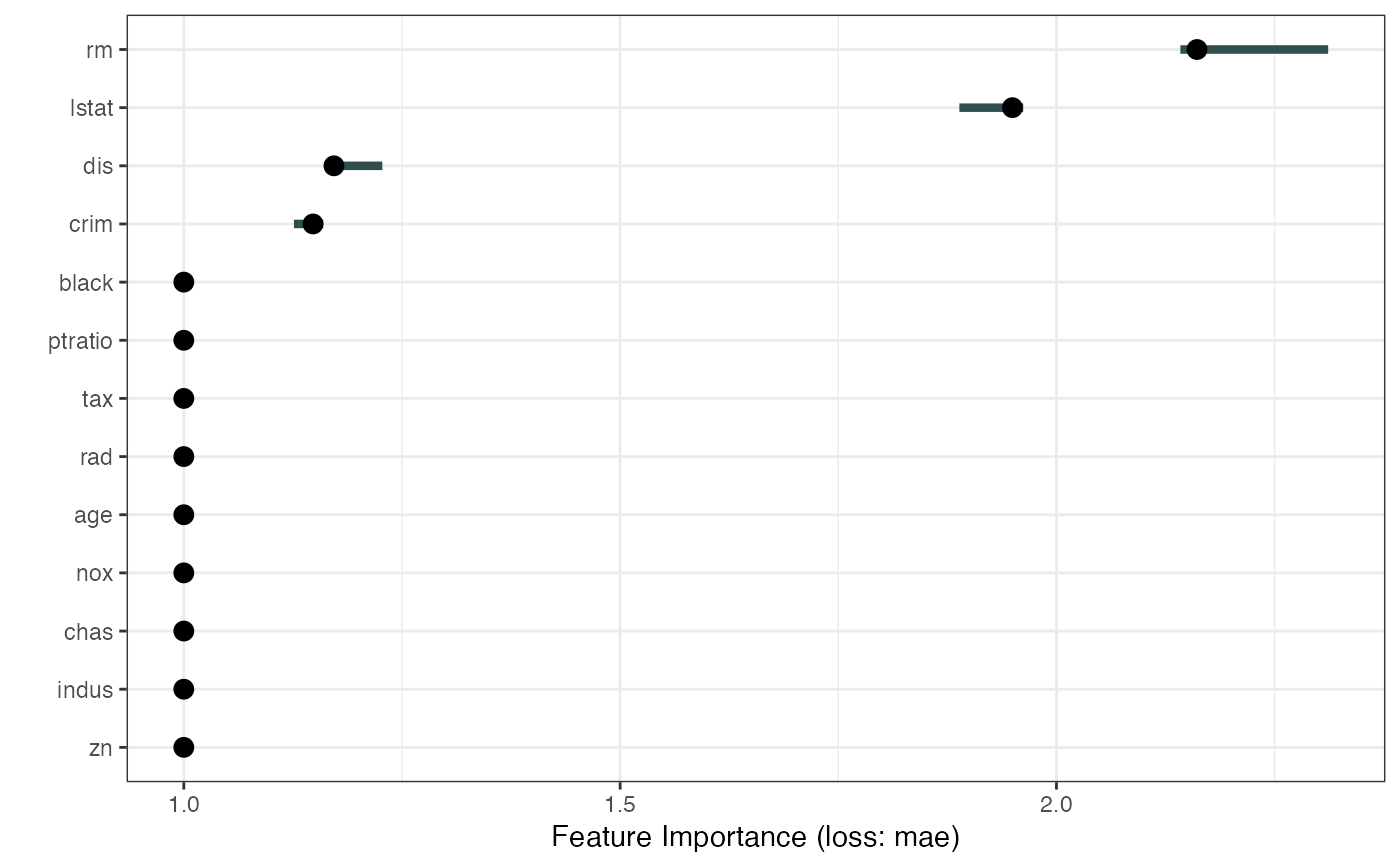 rm
lstat
dis
crim
black
ptratio
tax
rad
age
nox
chas
indus
zn
1.0 1.5 2.0
Feature Importance (loss: mae)